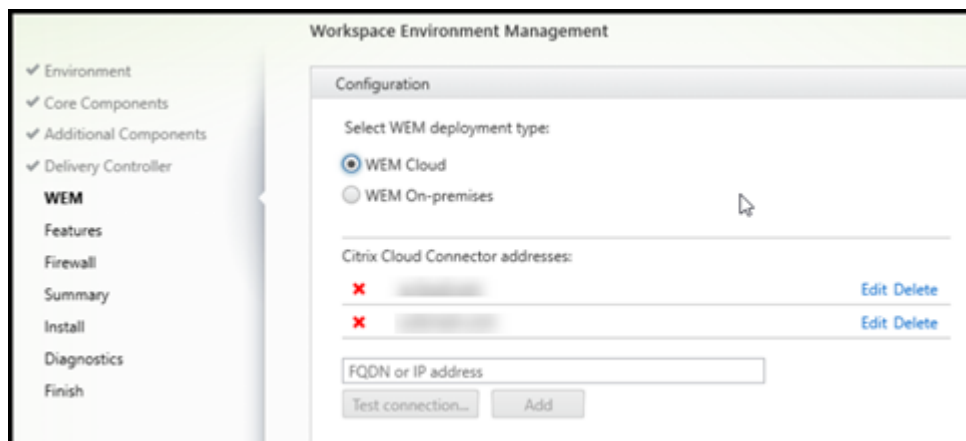 Workspace Environment Management
Environment
Core Components
Additional Components
Delivery Controller
WEM
Features
Firewall
Summary
Install
Diagnostics
Finish
Configuration
Select WEM deployment type:
WEM Cloud
WEM On-premises
Citrix Cloud Connector addresses:
Edit Delete
Edit Delete
FQDN or IP address
Test connection... Add